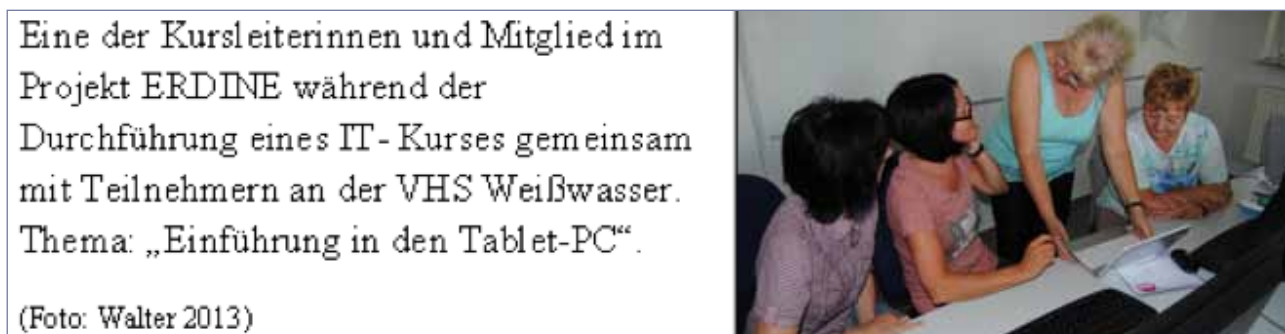 Eine der Kursleiterinnen und Mitglied im
Projekt ERDINE während der
Durchführung eines IT- Kurses gemeinsam
mit Teilnehmern an der VHS Weißwasser.
Thema: „Einführung in den Tablet-PC“.
(Foto: Walter 2013)